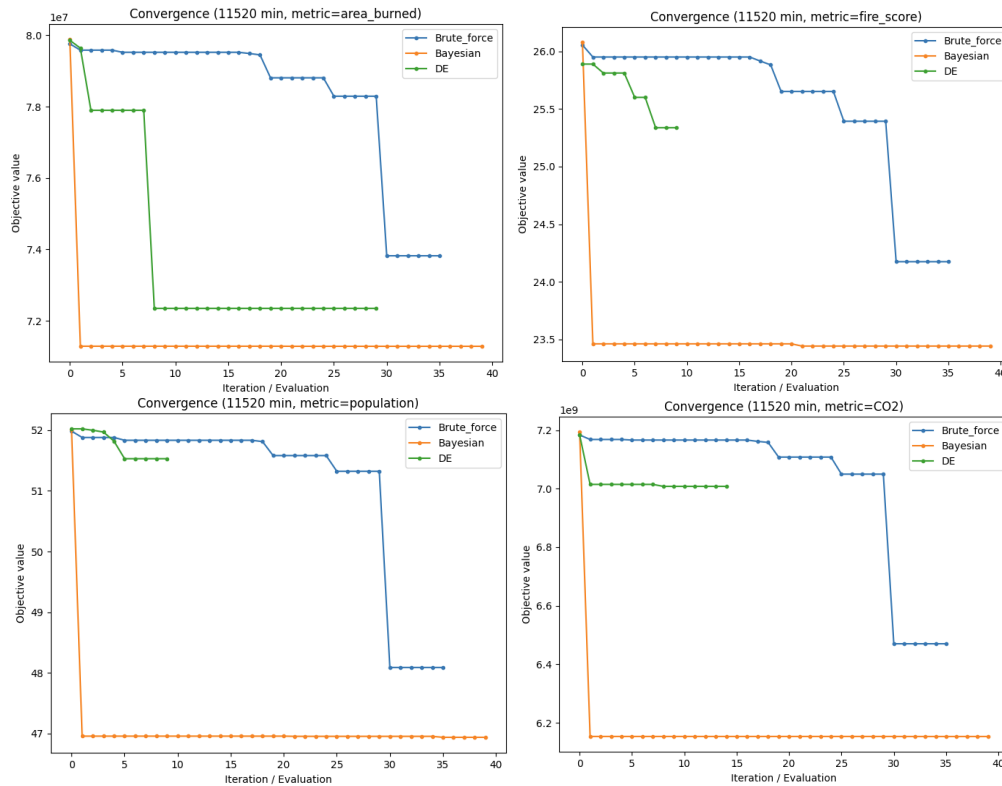 Convergence (11520 min, metric=area_burned)
1e7
8.0
7.8
7.6
7.4
7.2
Objective value
0 5 10 15 20 25 30 35 40
Iteration / Evaluation
Brute_force
Bayesian
DE
Convergence (11520 min, metric=fire_score)
26.0
25.5
25.0
24.5
24.0
23.5
Objective value
0 5 10 15 20 25 30 35 40
Iteration / Evaluation
Brute_force
Bayesian
DE
Convergence (11520 min, metric=population)
52
51
50
49
48
47
Objective value
0 5 10 15 20 25 30 35 40
Iteration / Evaluation
Brute_force
Bayesian
DE
Convergence (11520 min, metric=CO2)
1e9
7.2
7.0
6.8
6.6
6.4
6.2
Objective value
0 5 10 15 20 25 30 35 40
Iteration / Evaluation
Brute_force
Bayesian
DE